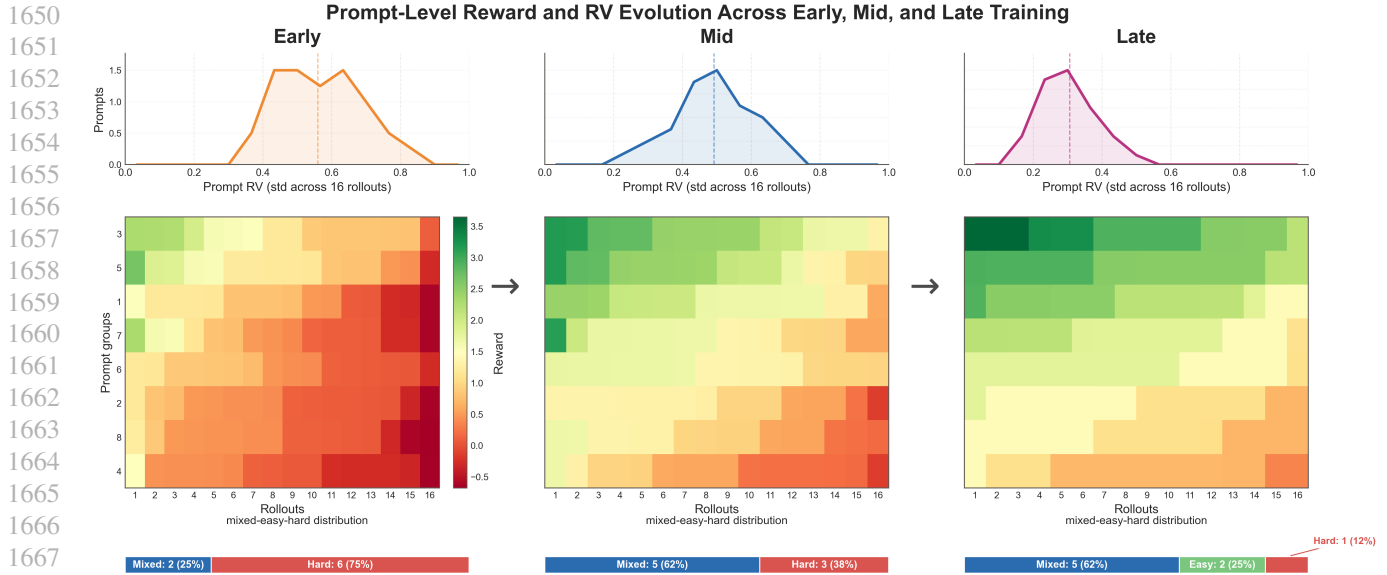 1650
1651
1652
1653
1654
1655
1656
1657
1658
1659
1660
1661
1662
1663
1664
1665
1666
1667
Prompt-Level Reward and RV Evolution Across Early, Mid, and Late Training
Early
Mid
Late
Prompts
1.5
1.0
0.5
0.0
0.0 0.2 0.4 0.6 0.8 1.0
Prompt RV (std across 16 rollouts)
0.0 0.2 0.4 0.6 0.8 1.0
Prompt RV (std across 16 rollouts)
0.0 0.2 0.4 0.6 0.8 1.0
Prompt RV (std across 16 rollouts)
Prompt groups
3
5
1
7
6
2
8
4
1 2 3 4 5 6 7 8 9 10 11 12 13 14 15 16
Rollouts
mixed-easy-hard distribution
3.5
3.0
2.5
2.0
1.5
1.0
0.5
0.0
−0.5
Reward
→
1 2 3 4 5 6 7 8 9 10 11 12 13 14 15 16
Rollouts
mixed-easy-hard distribution
→
1 2 3 4 5 6 7 8 9 10 11 12 13 14 15 16
Rollouts
mixed-easy-hard distribution
Mixed: 2 (25%) Hard: 6 (75%)
Mixed: 5 (62%) Hard: 3 (38%)
Mixed: 5 (62%) Easy: 2 (25%)
Hard: 1 (12%)